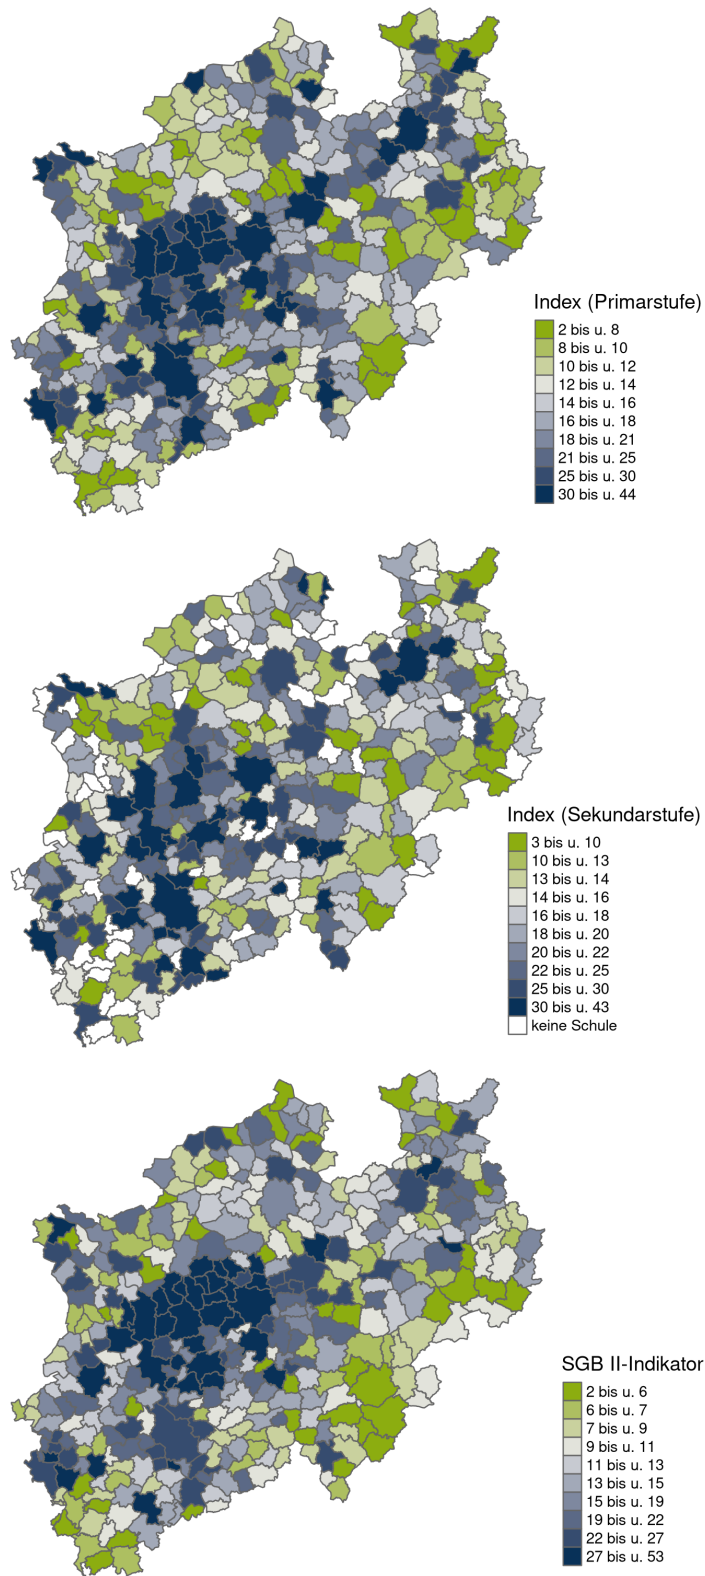 Index (Primarstufe)
2 bis u. 8
8 bis u. 10
10 bis u. 12
12 bis u. 14
14 bis u. 16
16 bis u. 18
18 bis u. 21
21 bis u. 25
25 bis u. 30
30 bis u. 44
Index (Sekundarstufe)
3 bis u. 10
10 bis u. 13
13 bis u. 14
14 bis u. 16
16 bis u. 18
18 bis u. 20
20 bis u. 22
22 bis u. 25
25 bis u. 30
30 bis u. 43
keine Schule
SGB II-Indikator
2 bis u. 6
6 bis u. 7
7 bis u. 9
9 bis u. 11
11 bis u. 13
13 bis u. 15
15 bis u. 19
19 bis u. 22
22 bis u. 27
27 bis u. 53